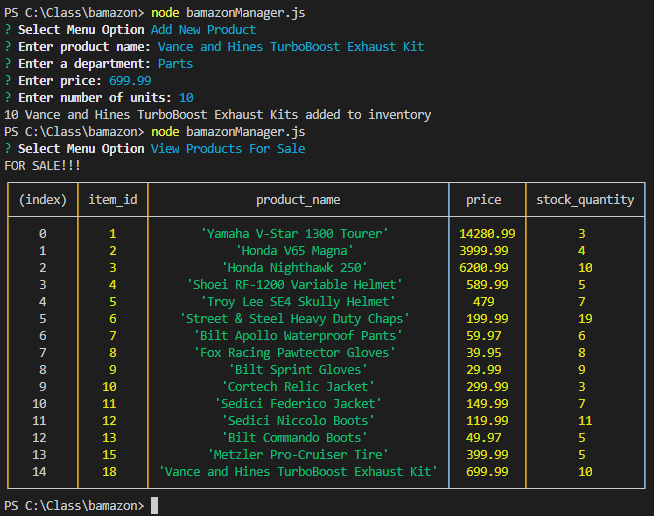 PS C:\Class\bamazon> node bamazonManager.js
? Select Menu Option Add New Product
? Enter product name: Vance and Hines TurboBoost Exhaust Kit
? Enter a department: Parts
? Enter price: 699.99
? Enter number of units: 10
10 Vance and Hines TurboBoost Exhaust Kits added to inventory
PS C:\Class\bamazon> node bamazonManager.js
? Select Menu Option View Products For Sale
FOR SALE!!!
(index) item_id product_name price stock_quantity
0 1 'Yamaha V-Star 1300 Tourer' 14280.99 3
1 2 'Honda V65 Magna' 3999.99 4
2 3 'Honda Nighthawk 250' 6200.99 10
3 4 'Shoei RF-1200 Variable Helmet' 589.99 5
4 5 'Troy Lee SE4 Skully Helmet' 479 7
5 6 'Street & Steel Heavy Duty Chaps' 199.99 19
6 7 'Bilt Apollo Waterproof Pants' 59.97 6
7 8 'Fox Racing Pawtector Gloves' 39.95 8
8 9 'Bilt Sprint Gloves' 29.99 9
9 10 'Cortech Relic Jacket' 299.99 3
10 11 'Sedici Federico Jacket' 149.99 7
11 12 'Sedici Niccolo Boots' 119.99 11
12 13 'Bilt Commando Boots' 49.97 5
13 15 'Metzler Pro-Cruiser Tire' 399.99 5
14 18 'Vance and Hines TurboBoost Exhaust Kit' 699.99 10
PS C:\Class\bamazon>